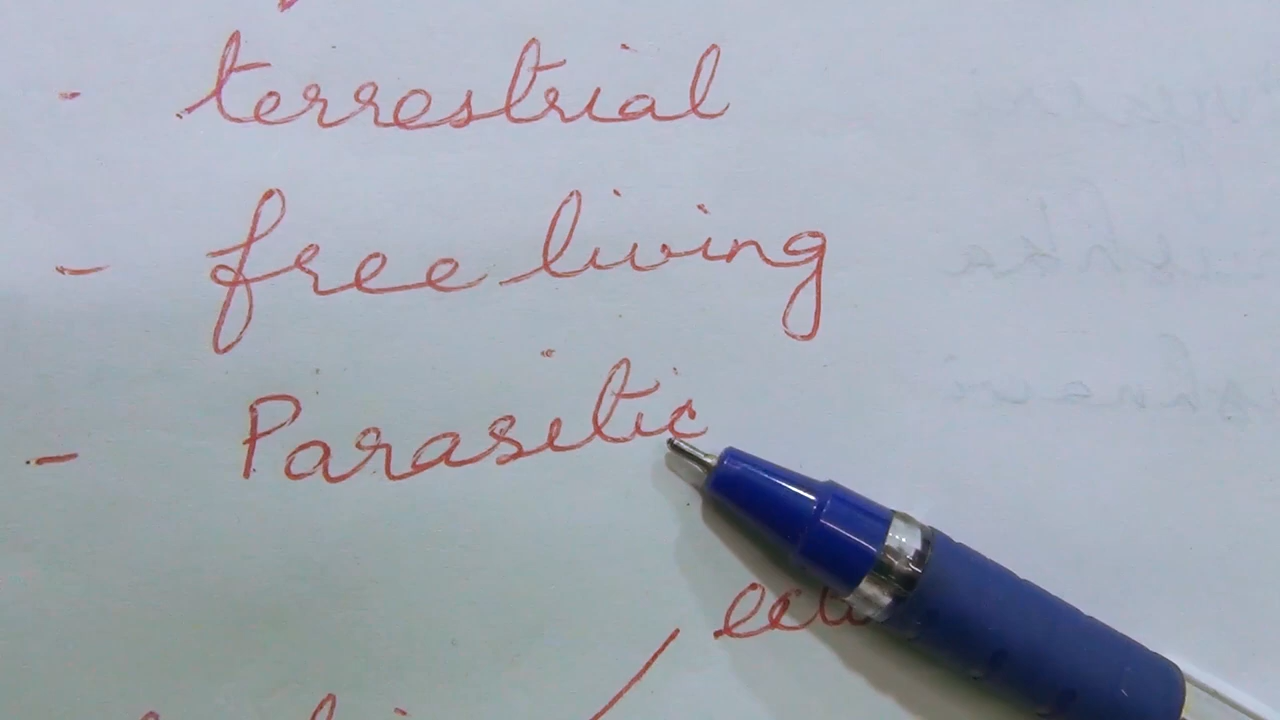 - terrestrial
- free living
- Parasitic